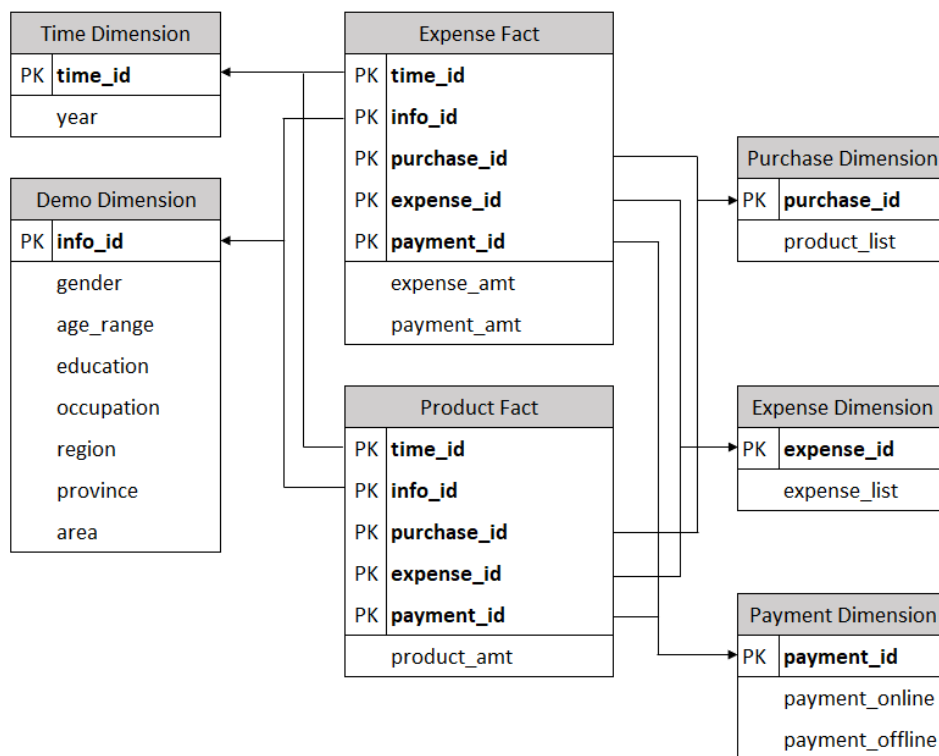 Time Dimension
PK time_id
year
Demo Dimension
PK info_id
gender
age_range
education
occupation
region
province
area
Expense Fact
PK time_id
PK info_id
PK purchase_id
PK expense_id
PK payment_id
expense_amt
payment_amt
Product Fact
PK time_id
PK info_id
PK purchase_id
PK expense_id
PK payment_id
product_amt
Purchase Dimension
PK purchase_id
product_list
Expense Dimension
PK expense_id
expense_list
Payment Dimension
PK payment_id
payment_online
payment_offline